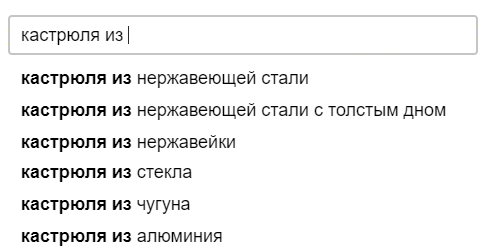 кастрюля из
кастрюля из нержавеющей стали
кастрюля из нержавеющей стали с толстым дном
кастрюля из нержавейки
кастрюля из стекла
кастрюля из чугуна
кастрюля из алюминия